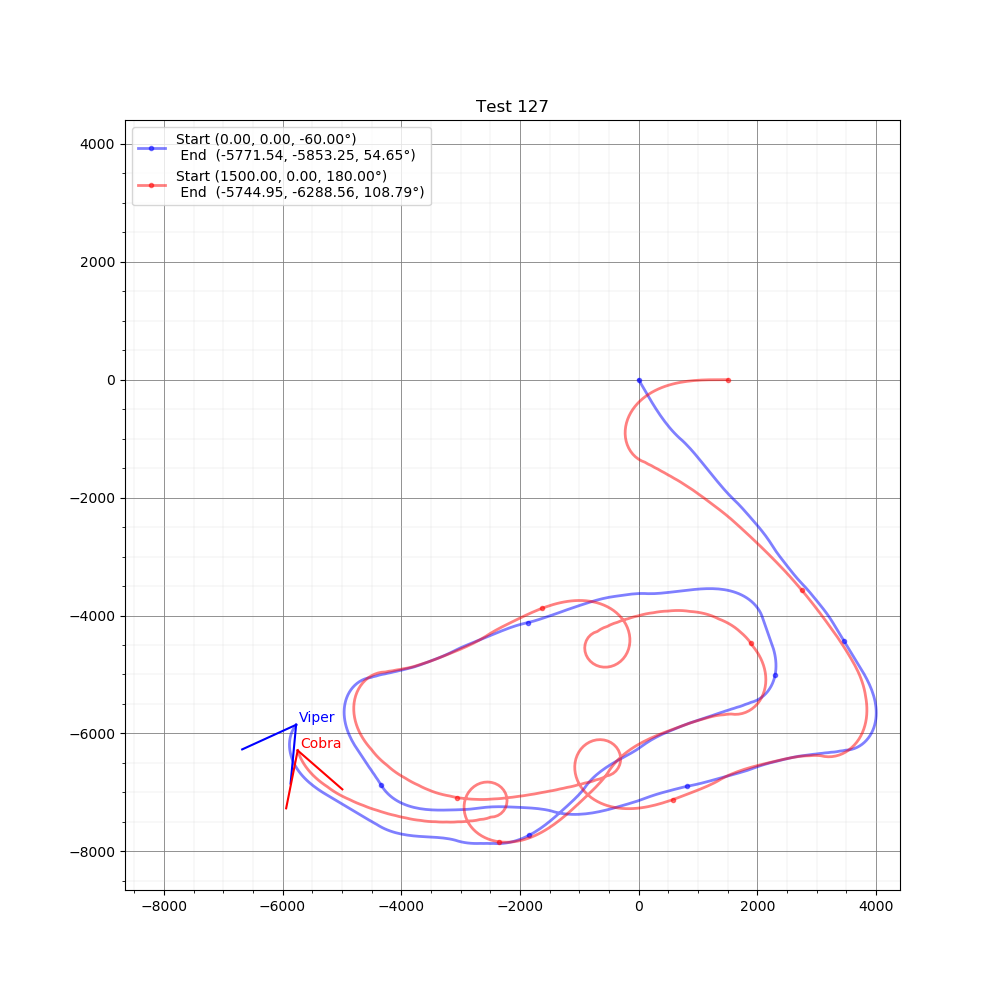 Test 127
Start (0.00, 0.00, -60.00°)
End (-5771.54, -5853.25, 54.65°)
Start (1500.00, 0.00, 180.00°)
End (-5744.95, -6288.56, 108.79°)
4000
2000
0
−2000
−4000
−6000
−8000
Viper
Cobra
−8000 −6000 −4000 −2000 0 2000 4000